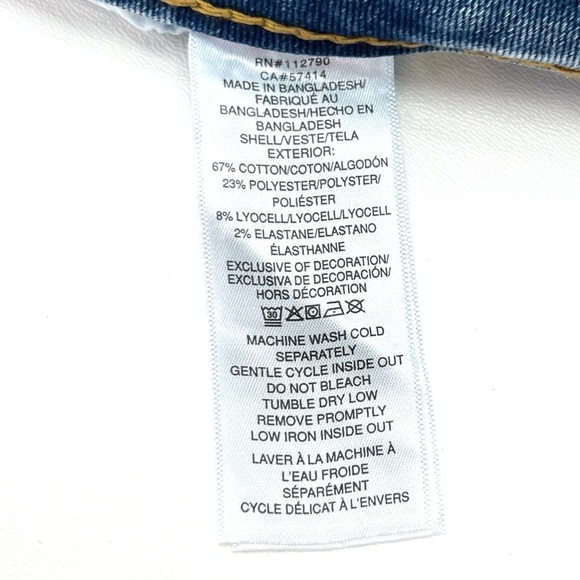 RN#112790
CA#57414
MADE IN BANGLADESH/
FABRIQUÉ AU
BANGLADESH/HECHO EN
BANGLADESH
SHELL/VESTE/TELA
EXTERIOR:
67% COTTON/COTON/ALGODÓN
23% POLYESTER/POLYSTER/
POLIÉSTER
8% LYOCELL/LYOCELL/LYOCELL
2% ELASTANE/ELASTANO
ÉLASTHANNE
EXCLUSIVE OF DECORATION/
EXCLUSIVA DE DECORACIÓN/
HORS DÉCORATION
30
MACHINE WASH COLD
SEPARATELY
GENTLE CYCLE INSIDE OUT
DO NOT BLEACH
TUMBLE DRY LOW
REMOVE PROMPTLY
LOW IRON INSIDE OUT
LAVER À LA MACHINE À
L'EAU FROIDE
SÉPARÉMENT
CYCLE DÉLICAT À L'ENVERS